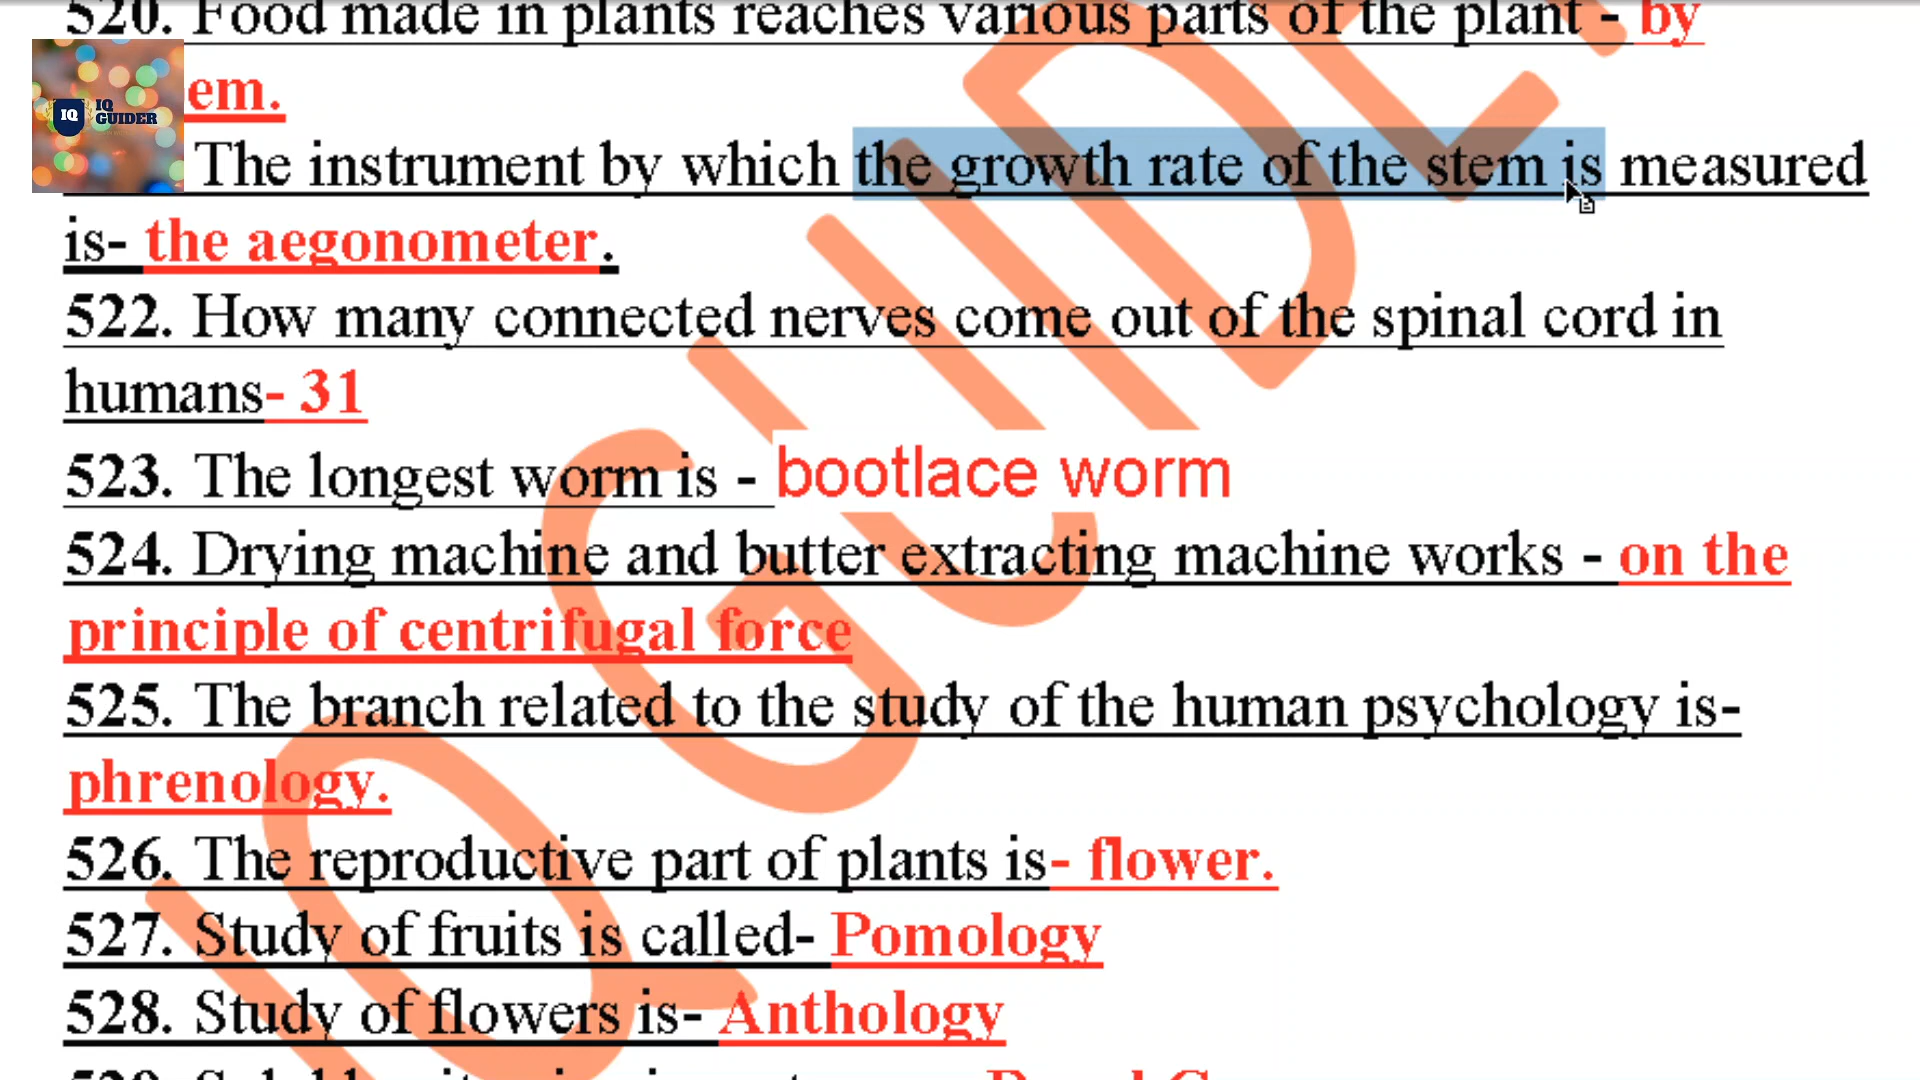 520. Food made in plants reaches various parts of the plant - by
em.
IQ
IQ
GUIDER
The instrument by which the growth rate of the stem is measured
is- the aegonometer.
522. How many connected nerves come out of the spinal cord in
humans- 31
523. The longest worm is - bootlace worm
524. Drying machine and butter extracting machine works - on the
principle of centrifugal force
525. The branch related to the study of the human psychology is-
phrenology.
526. The reproductive part of plants is- flower.
527. Study of fruits is called- Pomology
528. Study of flowers is- Anthology
IQ GUIDE